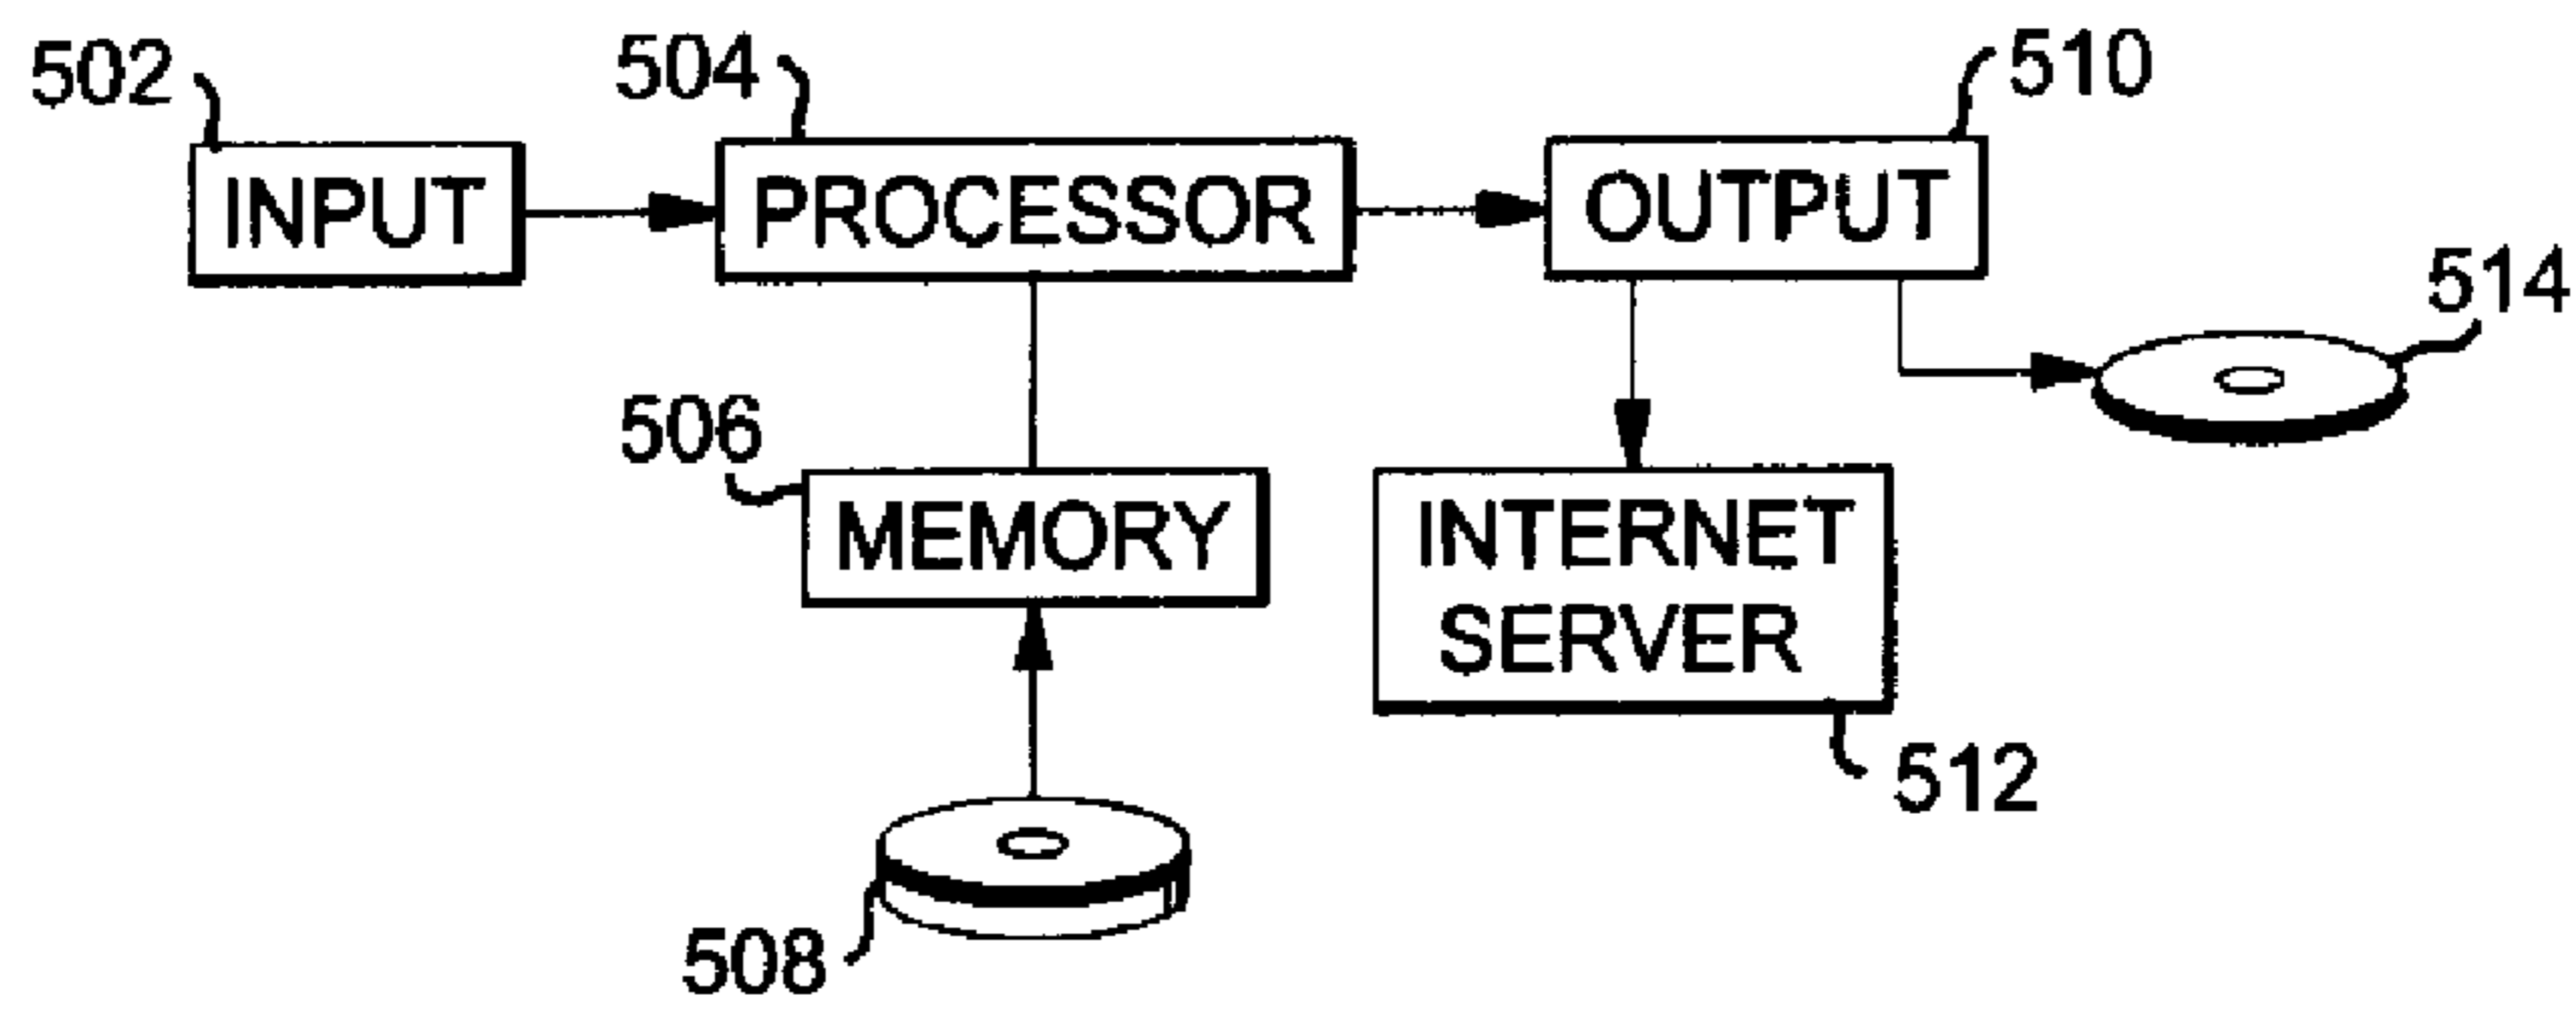 502
504
510
INPUT
PROCESSOR
OUTPUT
514
506
MEMORY
INTERNET
SERVER
512
508